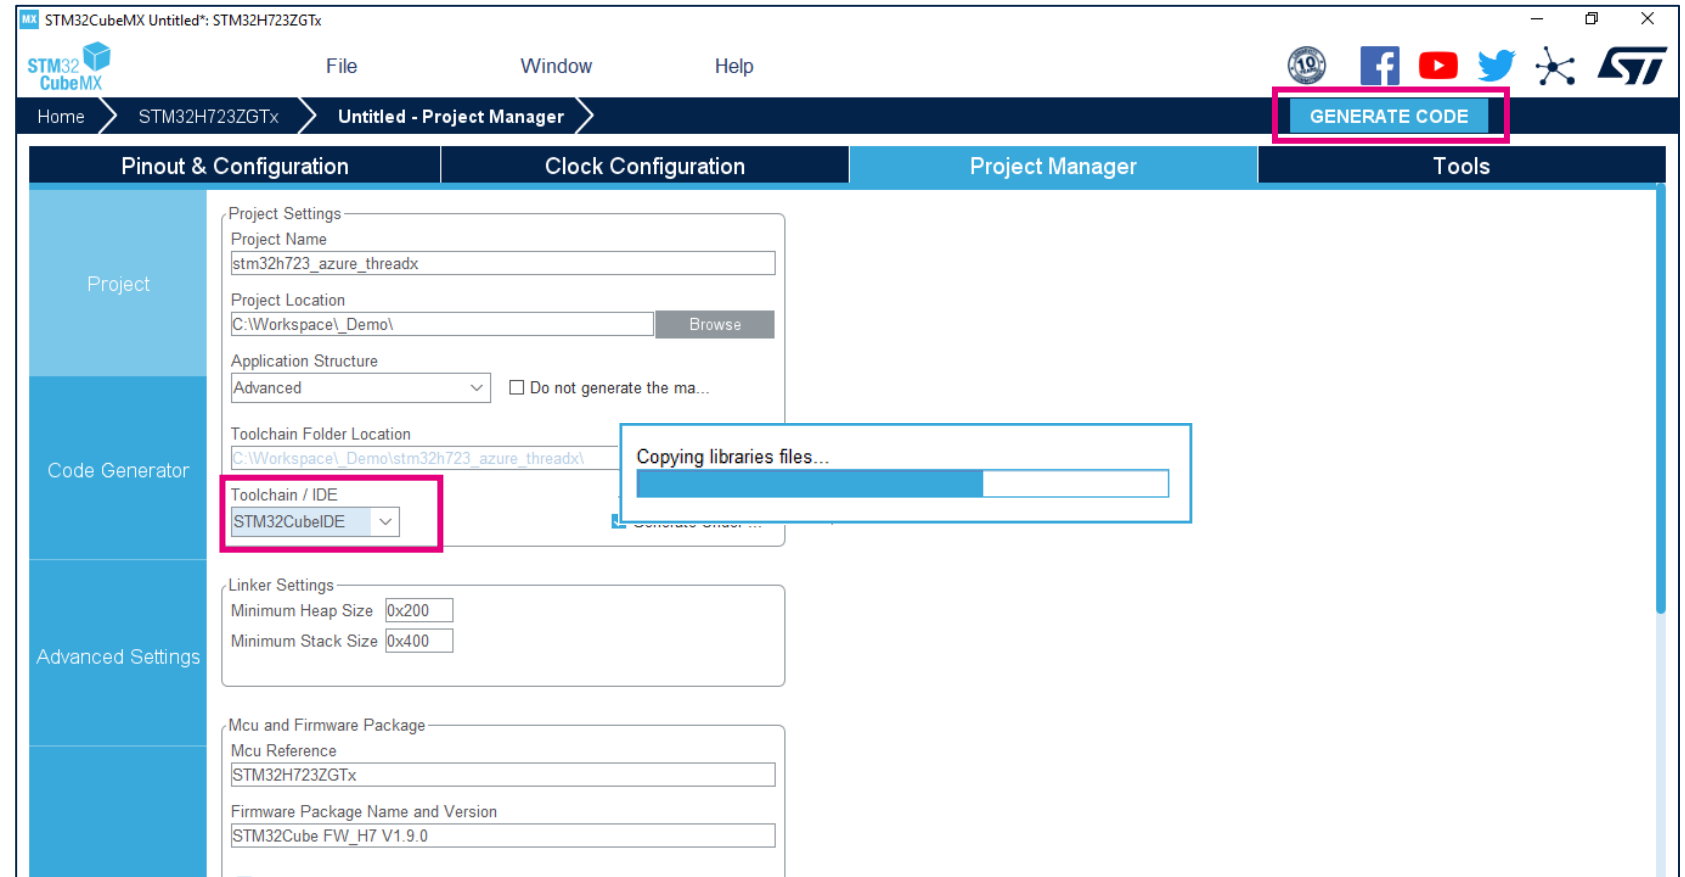 MX STM32CubeMX Untitled*: STM32H723ZGTx
STM32
CubeMX
File
Window
Help
10
Home
STM32H723ZGTx
Untitled - Project Manager
GENERATE CODE
Pinout & Configuration
Clock Configuration
Project Manager
Tools
Project
Code Generator
Advanced Settings
Project Settings
Project Name
stm32h723_azure_threadx
Project Location
C:\Workspace\_Demo\
Browse
Application Structure
Advanced
Do not generate the ma...
Toolchain Folder Location
C:\Workspace\_Demo\stm32h723_azure_threadx\
Copying libraries files...
Toolchain / IDE
STM32CubeIDE
Generate Under ...
Linker Settings
Minimum Heap Size 0x200
Minimum Stack Size 0x400
Mcu and Firmware Package
Mcu Reference
STM32H723ZGTx
Firmware Package Name and Version
STM32Cube FW_H7 V1.9.0